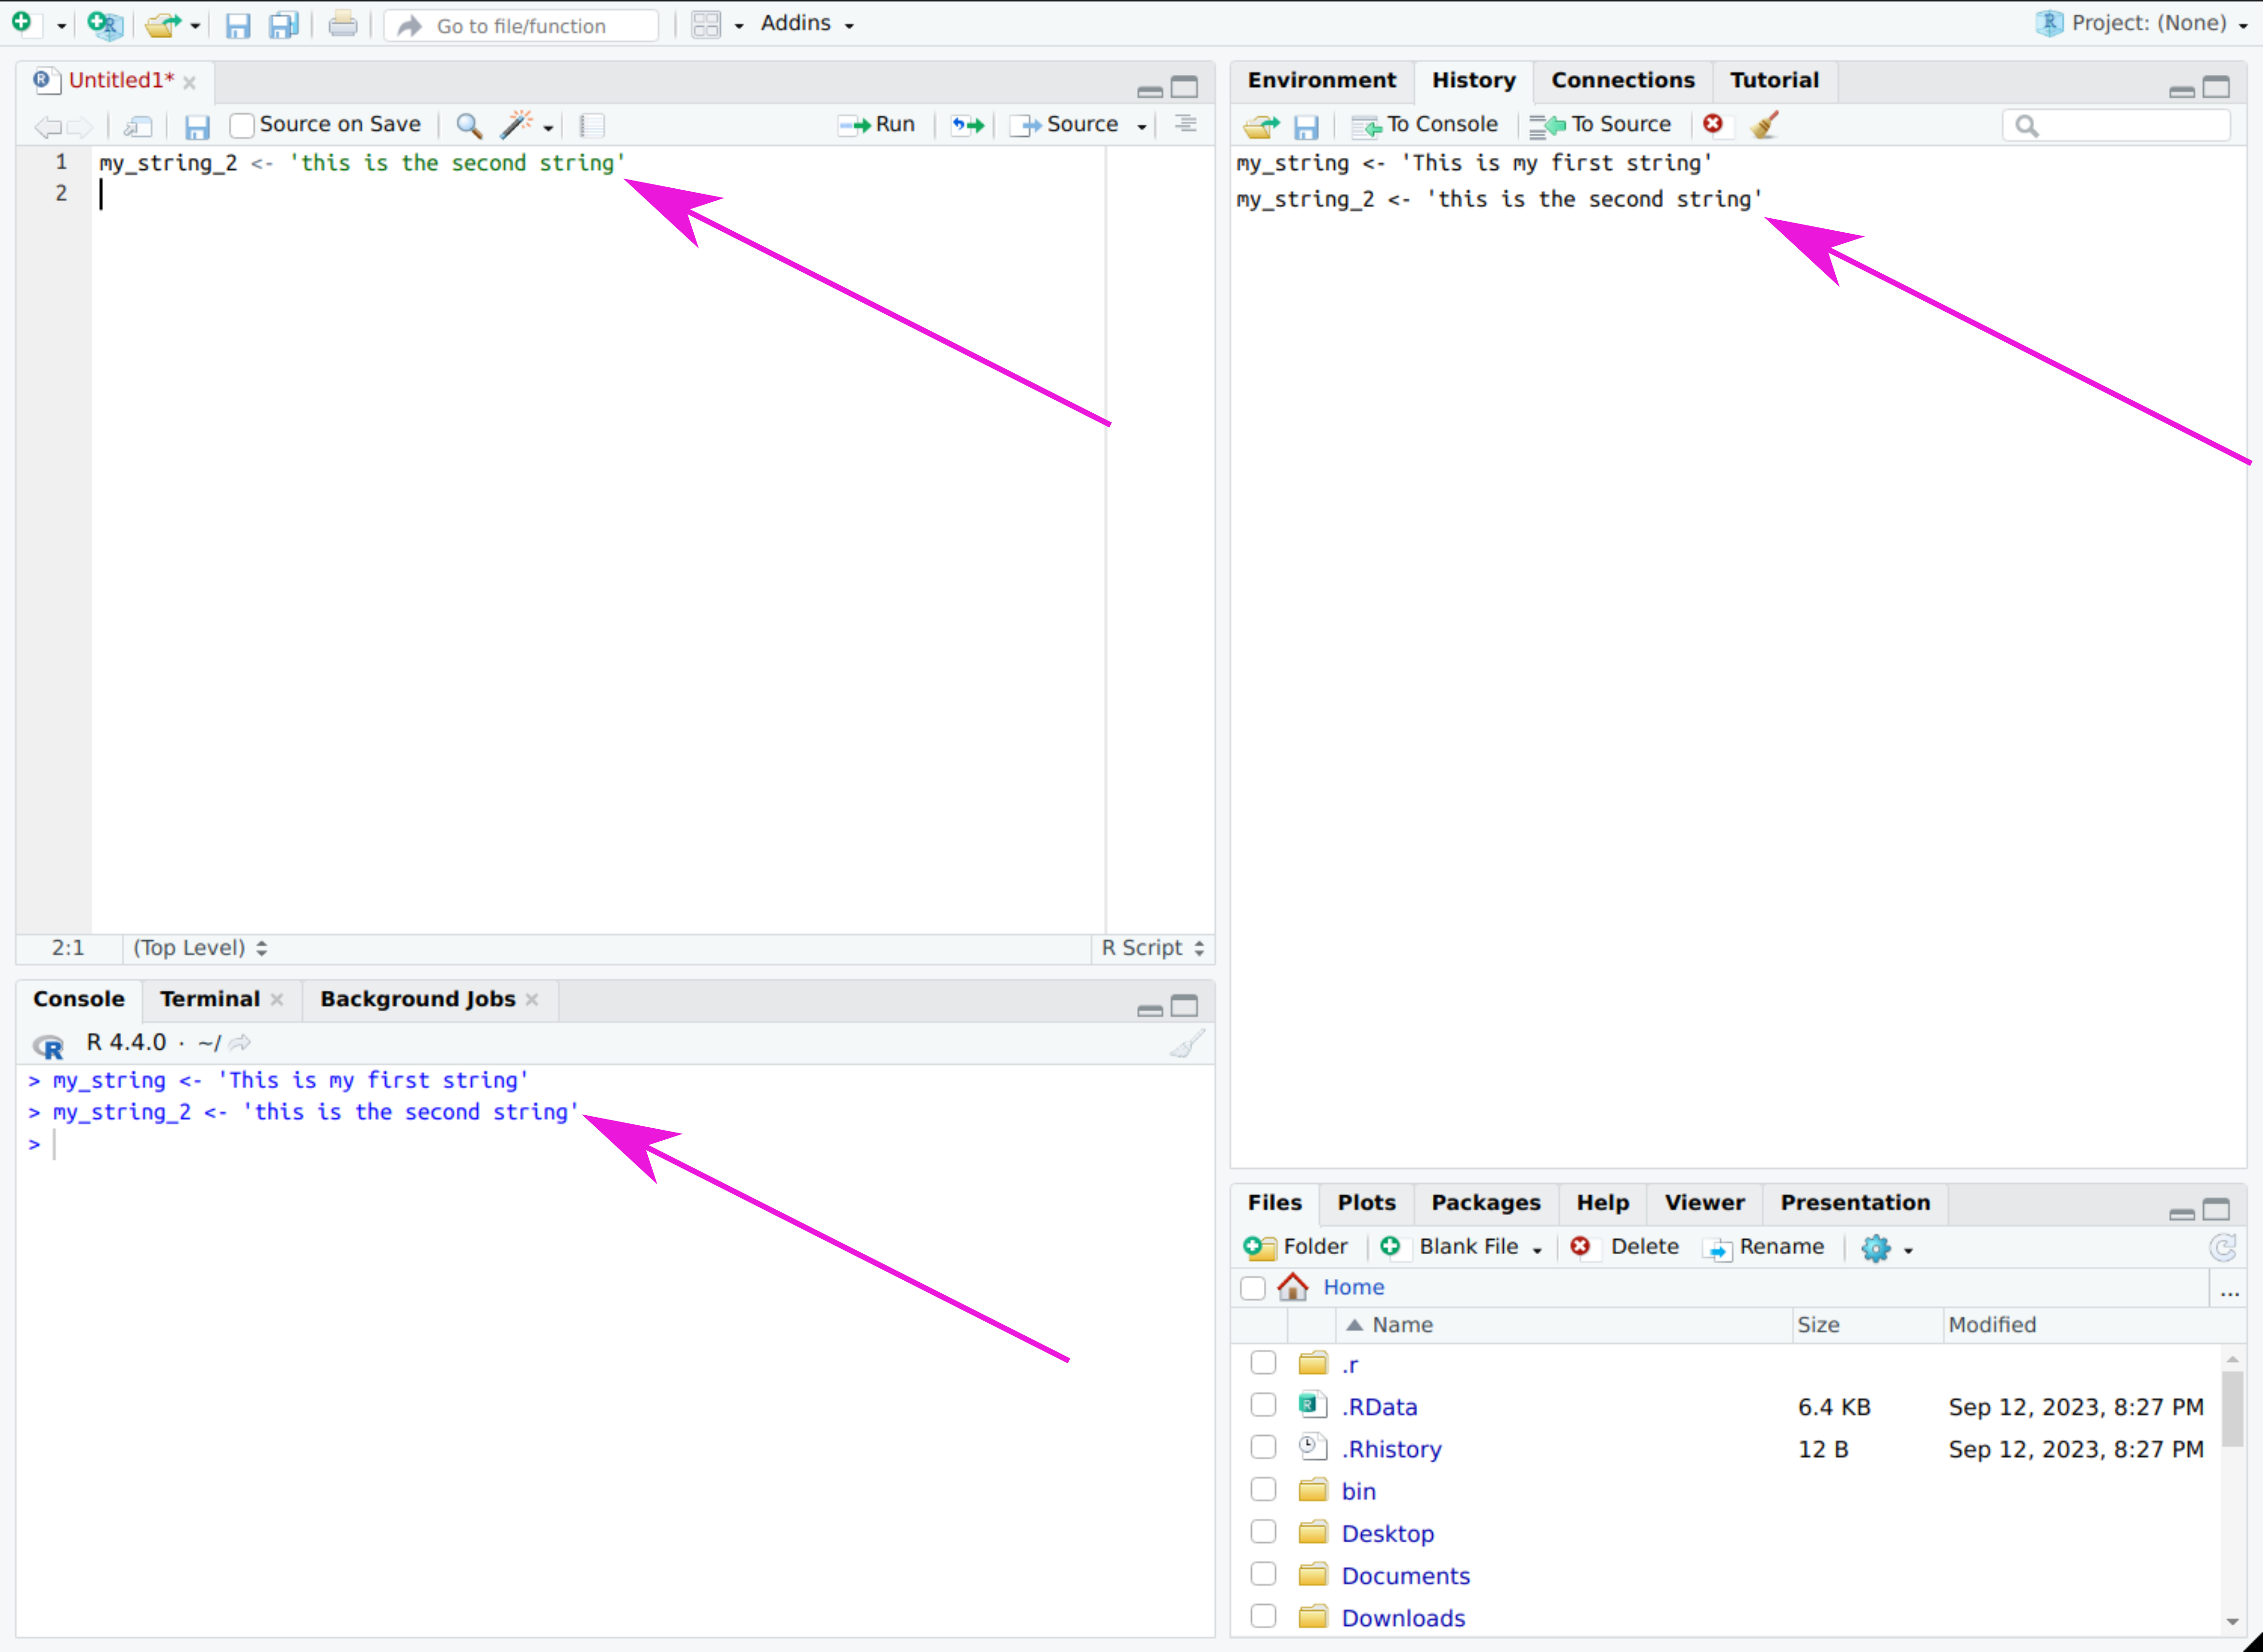 Go to file/function Addins Project: (None)
Untitled1*
Source on Save Run Source
1 my_string_2 <- 'this is the second string'
2
2:1 (Top Level) R Script
Console Terminal Background Jobs
R 4.4.0 · ~/
> my_string <- 'This is my first string'
> my_string_2 <- 'this is the second string'
>
Environment History Connections Tutorial
To Console To Source
my_string <- 'This is my first string'
my_string_2 <- 'this is the second string'
Files Plots Packages Help Viewer Presentation
Folder Blank File Delete Rename
Home ...
Name Size Modified
.r
.RData 6.4 KB Sep 12, 2023, 8:27 PM
.Rhistory 12 B Sep 12, 2023, 8:27 PM
bin
Desktop
Documents
Downloads